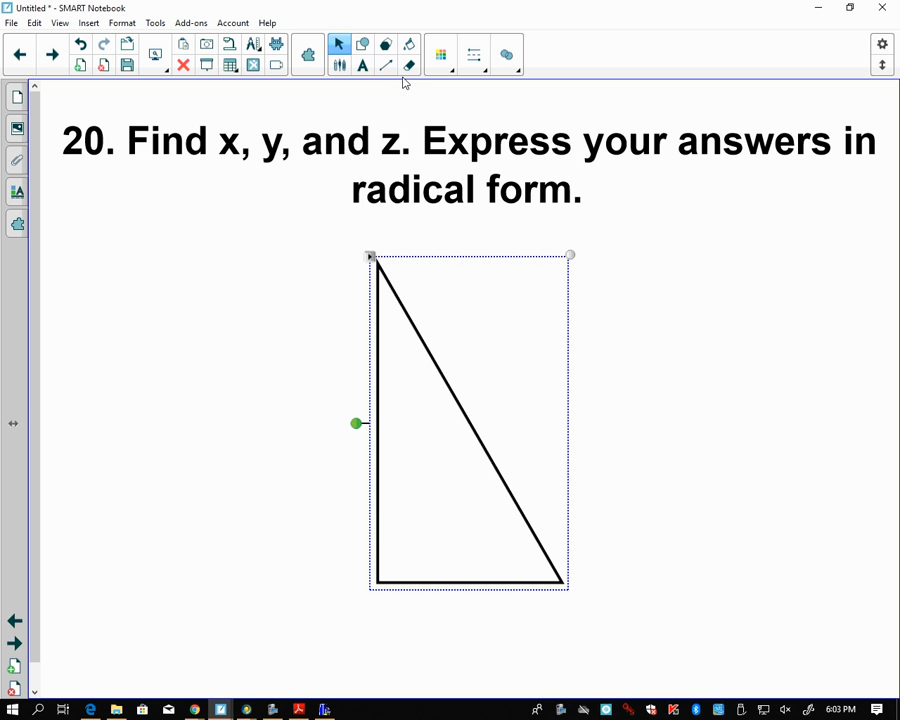 Untitled * - SMART Notebook
File Edit View Insert Format Tools Add-ons Account Help
A
20. Find x, y, and z. Express your answers in
radical form.
6:03 PM